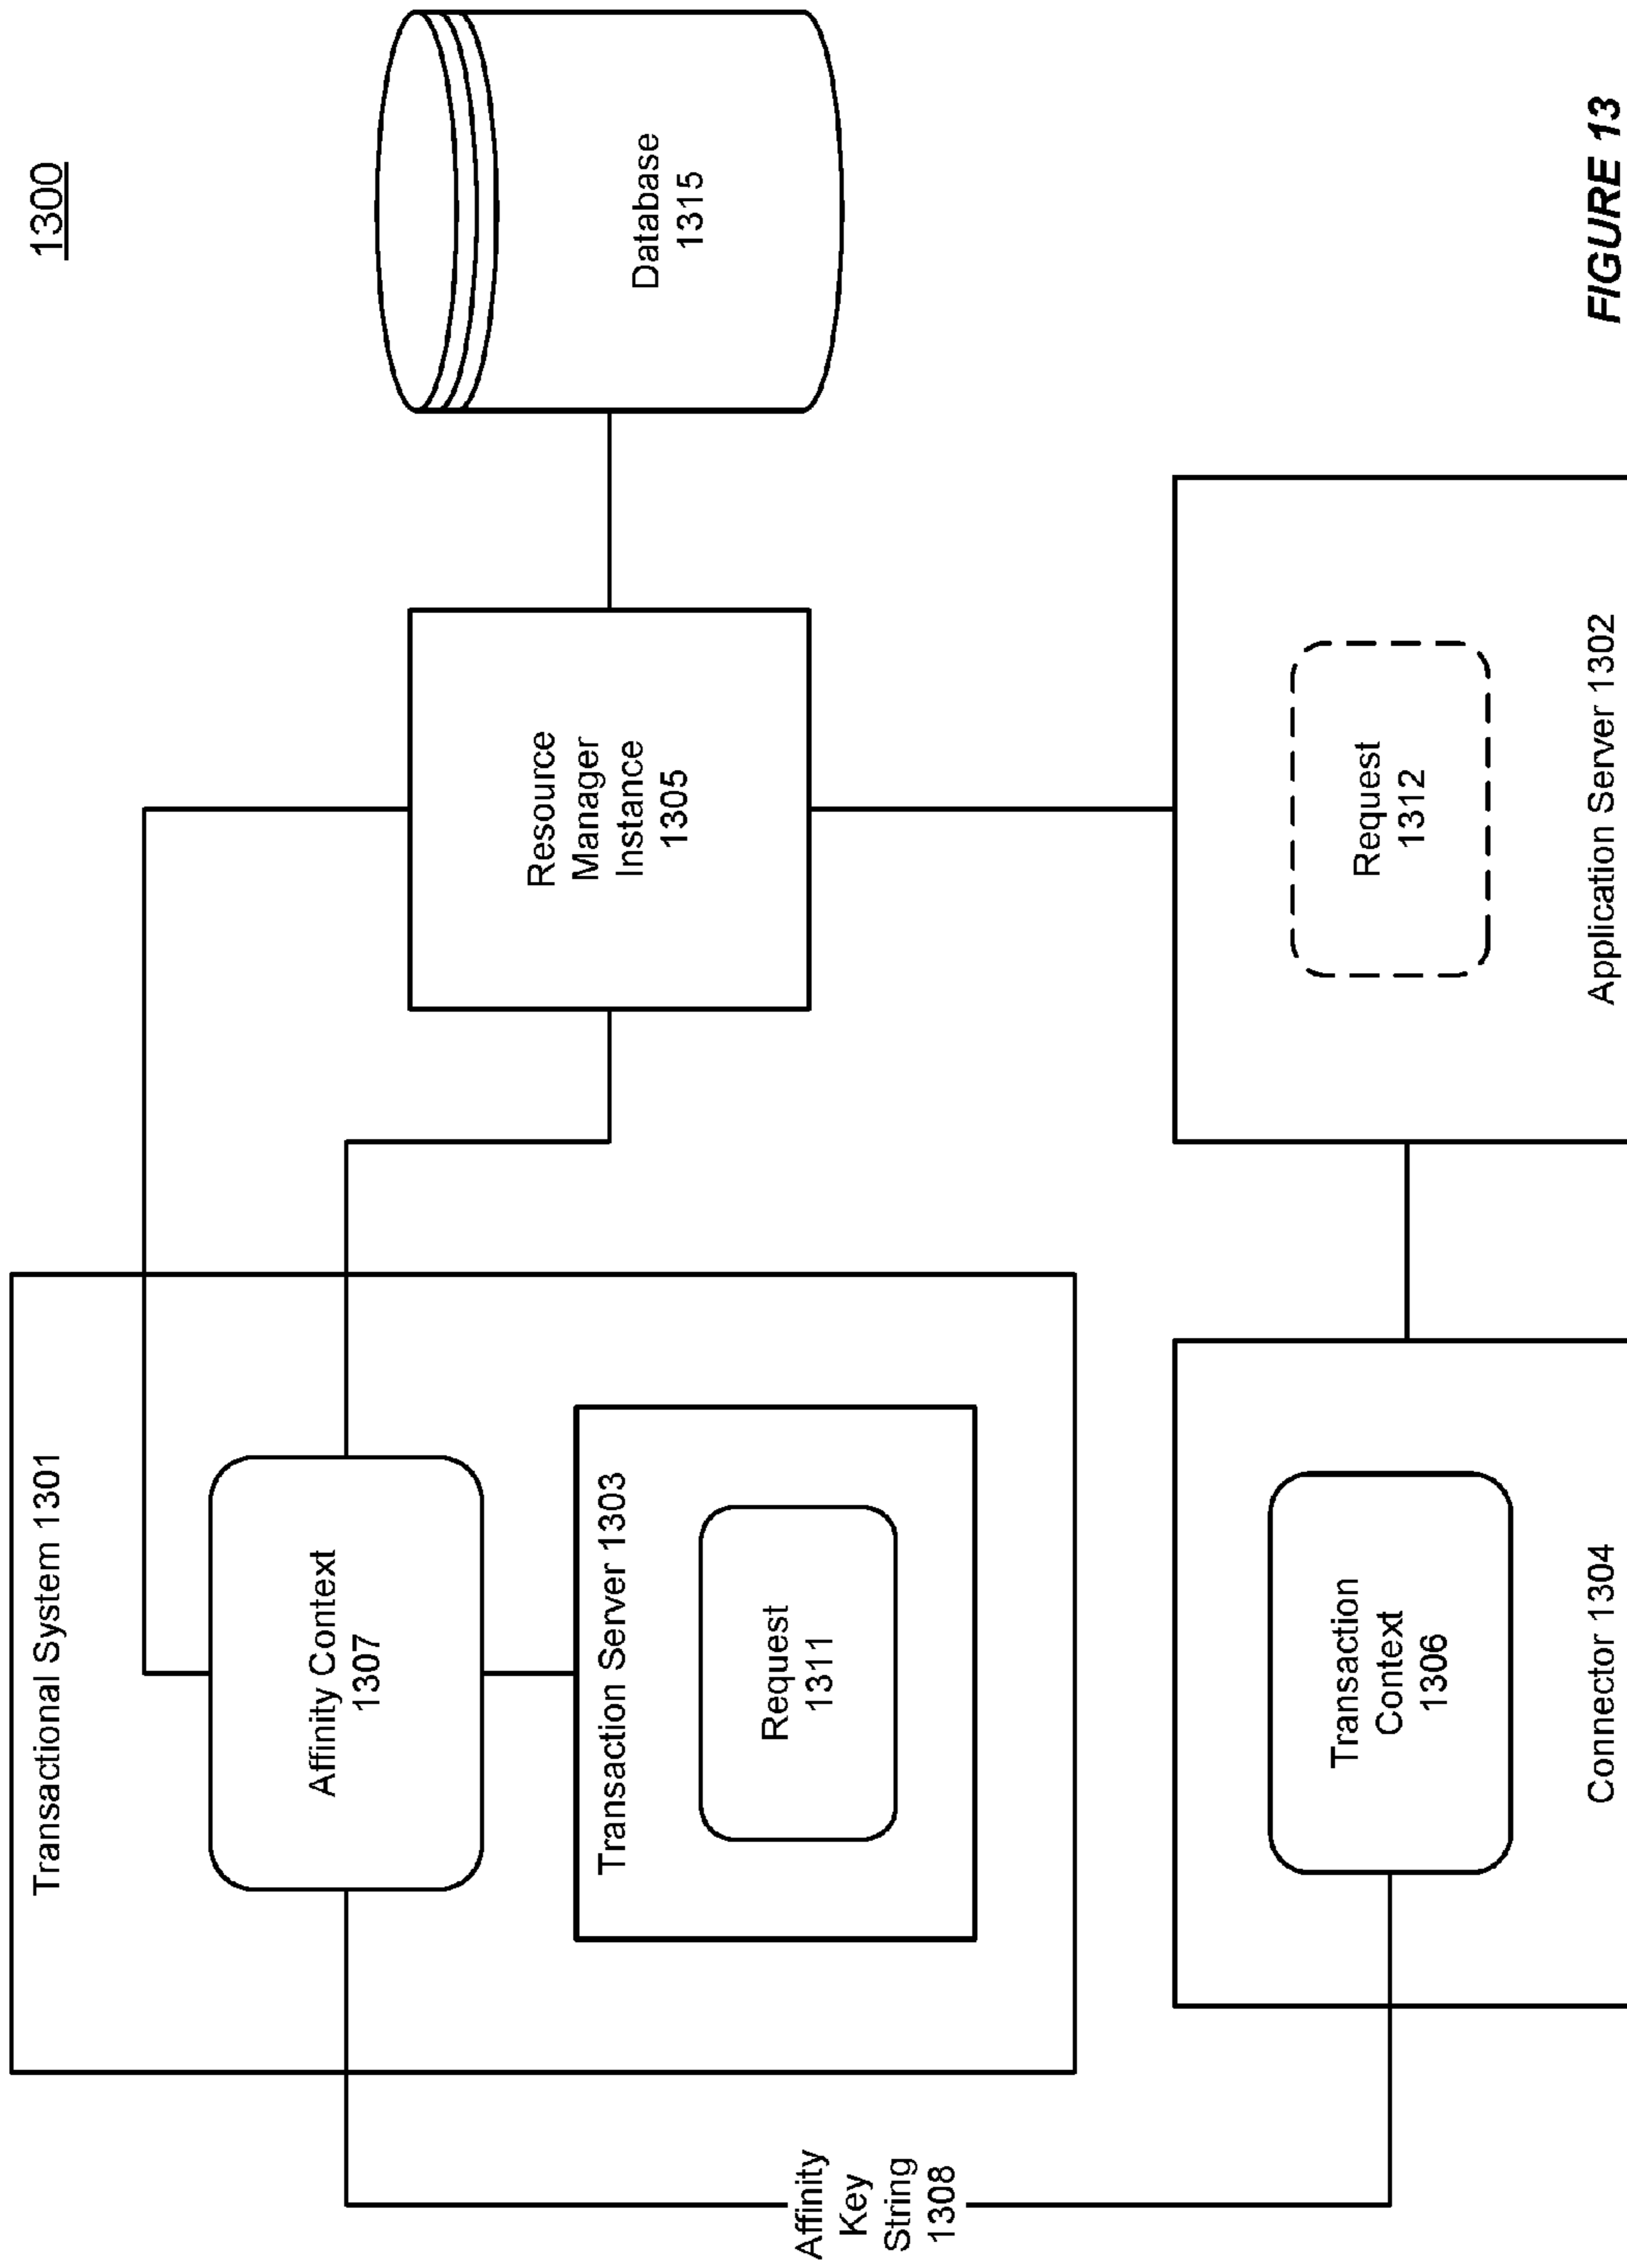 1300
Transactional System 1301
Affinity Context
1307
Transaction Server 1303
Request
1311
Affinity
Key
String
1308
Resource
Manager
Instance
1305
Database
1315
Transaction
Context
1306
Connector 1304
Request
1312
Application Server 1302
FIGURE 13